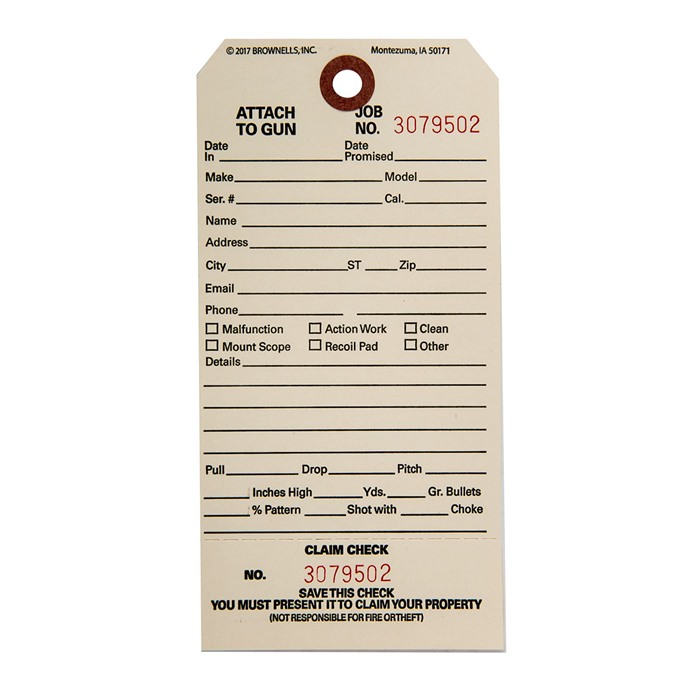 © 2017 BROWNELLS, INC. Montezuma, IA 50171
ATTACH TO GUN
JOB NO. 3079502
Date In Date Promised
Make Model
Ser. # Cal.
Name
Address
City ST Zip
Email
Phone
Malfunction Action Work Clean
Mount Scope Recoil Pad Other
Details
Pull Drop Pitch
Inches High Yds. Gr. Bullets
% Pattern Shot with Choke
CLAIM CHECK
NO. 3079502
SAVE THIS CHECK
YOU MUST PRESENT IT TO CLAIM YOUR PROPERTY
(NOT RESPONSIBLE FOR FIRE OR THEFT)